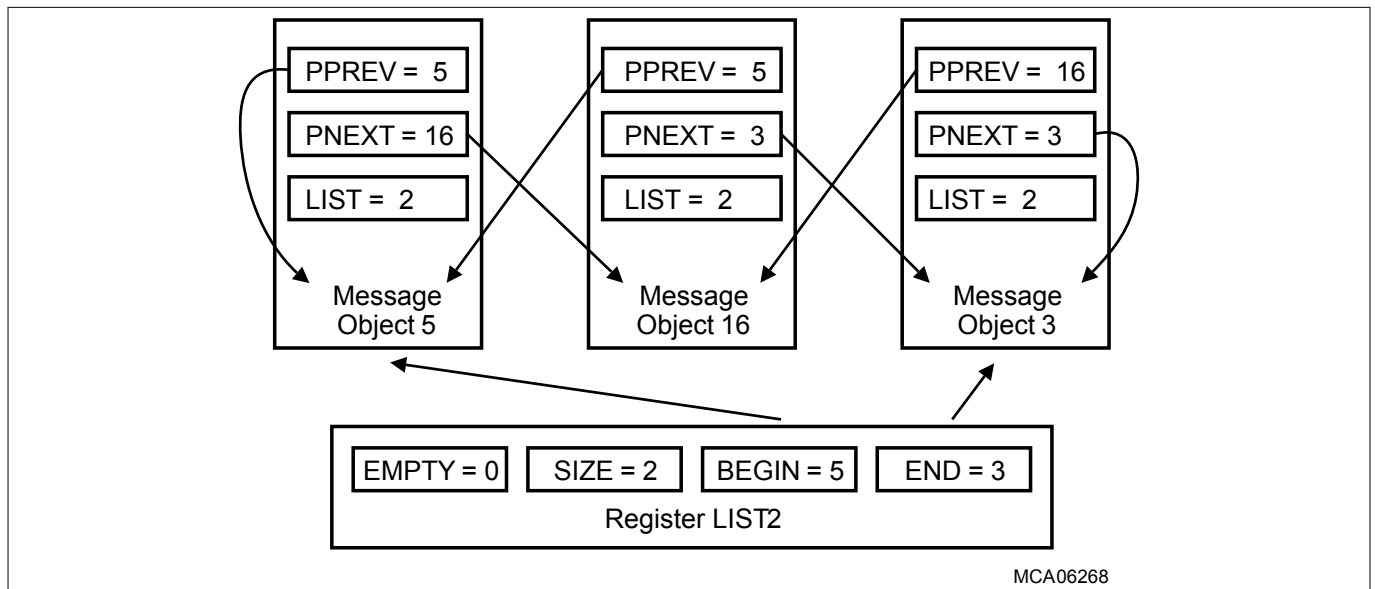 PPREV = 5
PNEXT = 16
LIST = 2
Message
Object 5
PPREV = 5
PNEXT = 3
LIST = 2
Message
Object 16
PPREV = 16
PNEXT = 3
LIST = 2
Message
Object 3
EMPTY = 0
SIZE = 2
BEGIN = 5
END = 3
Register LIST2
MCA06268